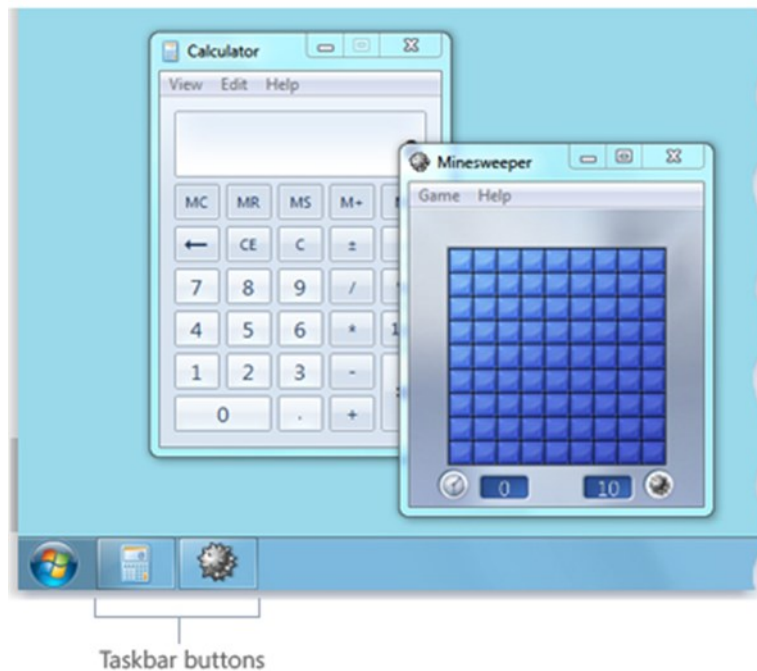 Calculator
View Edit Help
MC MR MS M+
← CE C ±
7 8 9 /
4 5 6 *
1 2 3 -
0 . +
Minesweeper
Game Help
0 10
Taskbar buttons